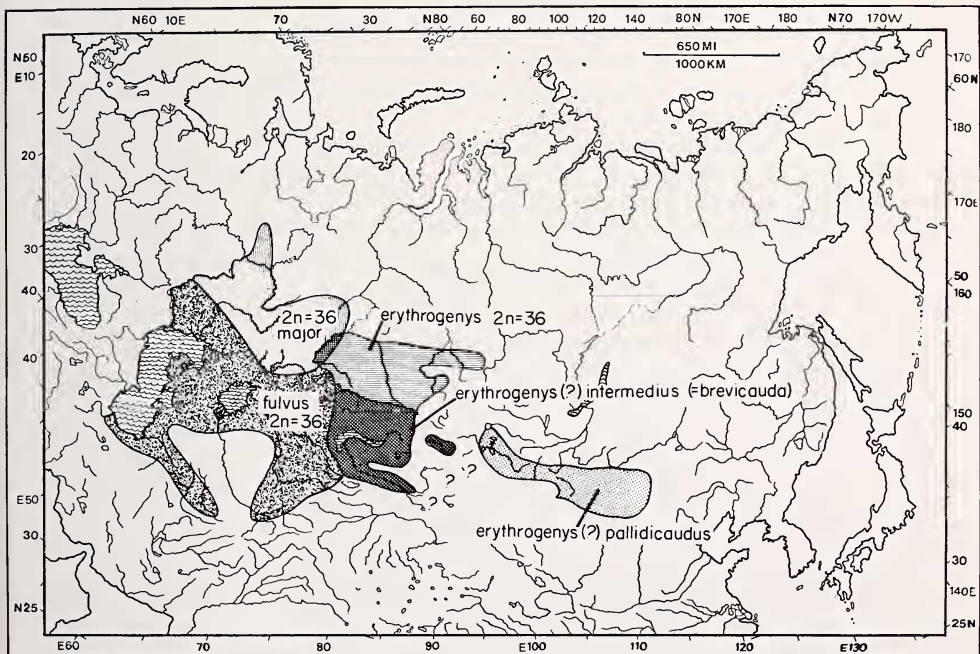 N60 10E 70 30 N80 60 80 100 120 140 80N 170E 180 N70 170W
N60
E10
20
30
40
40
E50
30
N25
650 MI
1000KM
170
60N
180
170E
50
160
150
40
30
140E
25N
2n=36
major
erythrogenys 2n=36
erythrogenys (?) intermedius (=brevicauda)
fulvus
2n=36
? ?
?
? ?
erythrogenys (?) pallidicaudus
E60 70 80 90 E100 110 120 E130